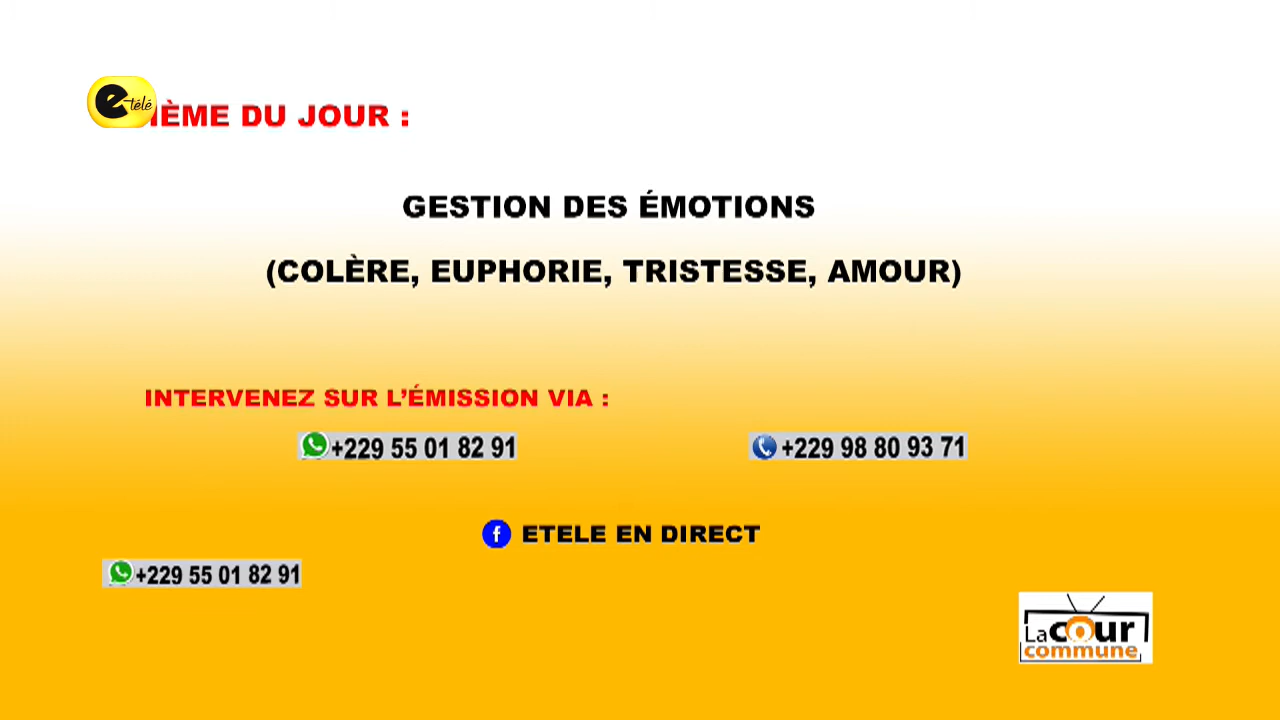 e-télé
ÈME DU JOUR :
GESTION DES ÉMOTIONS
(COLÈRE, EUPHORIE, TRISTESSE, AMOUR)
INTERVENEZ SUR L'ÉMISSION VIA :
+229 55 01 82 91
+229 98 80 93 71
ETELE EN DIRECT
+229 55 01 82 91
La cour
commune